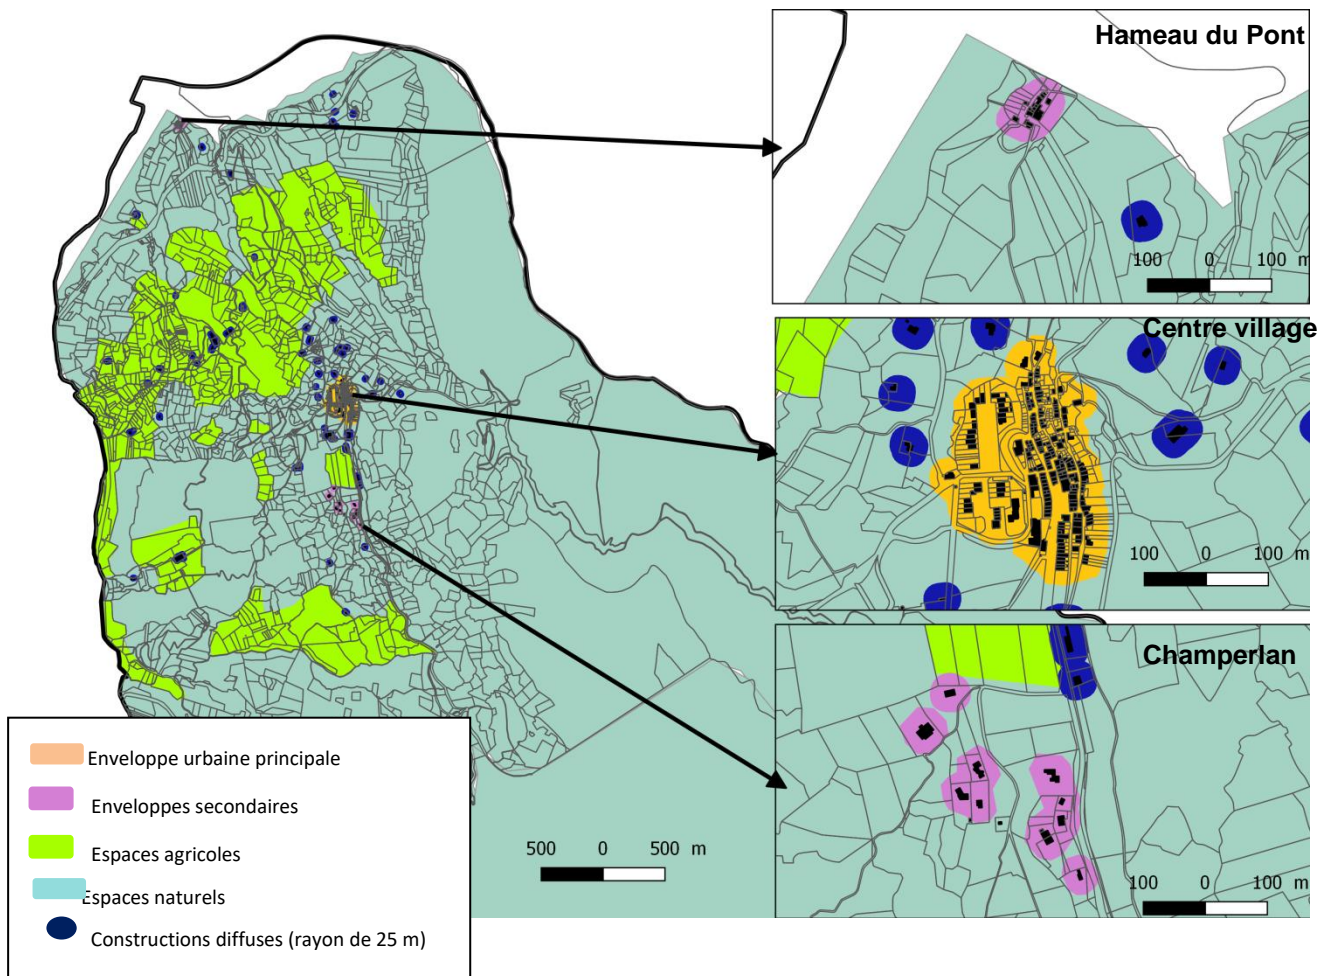 Hameau du Pont
100 0 100 m
Centre village
100 0 100 m
Champerlan
100 0 100 m
500 0 500 m
Enveloppe urbaine principale
Enveloppes secondaires
Espaces agricoles
Espaces naturels
Constructions diffuses (rayon de 25 m)